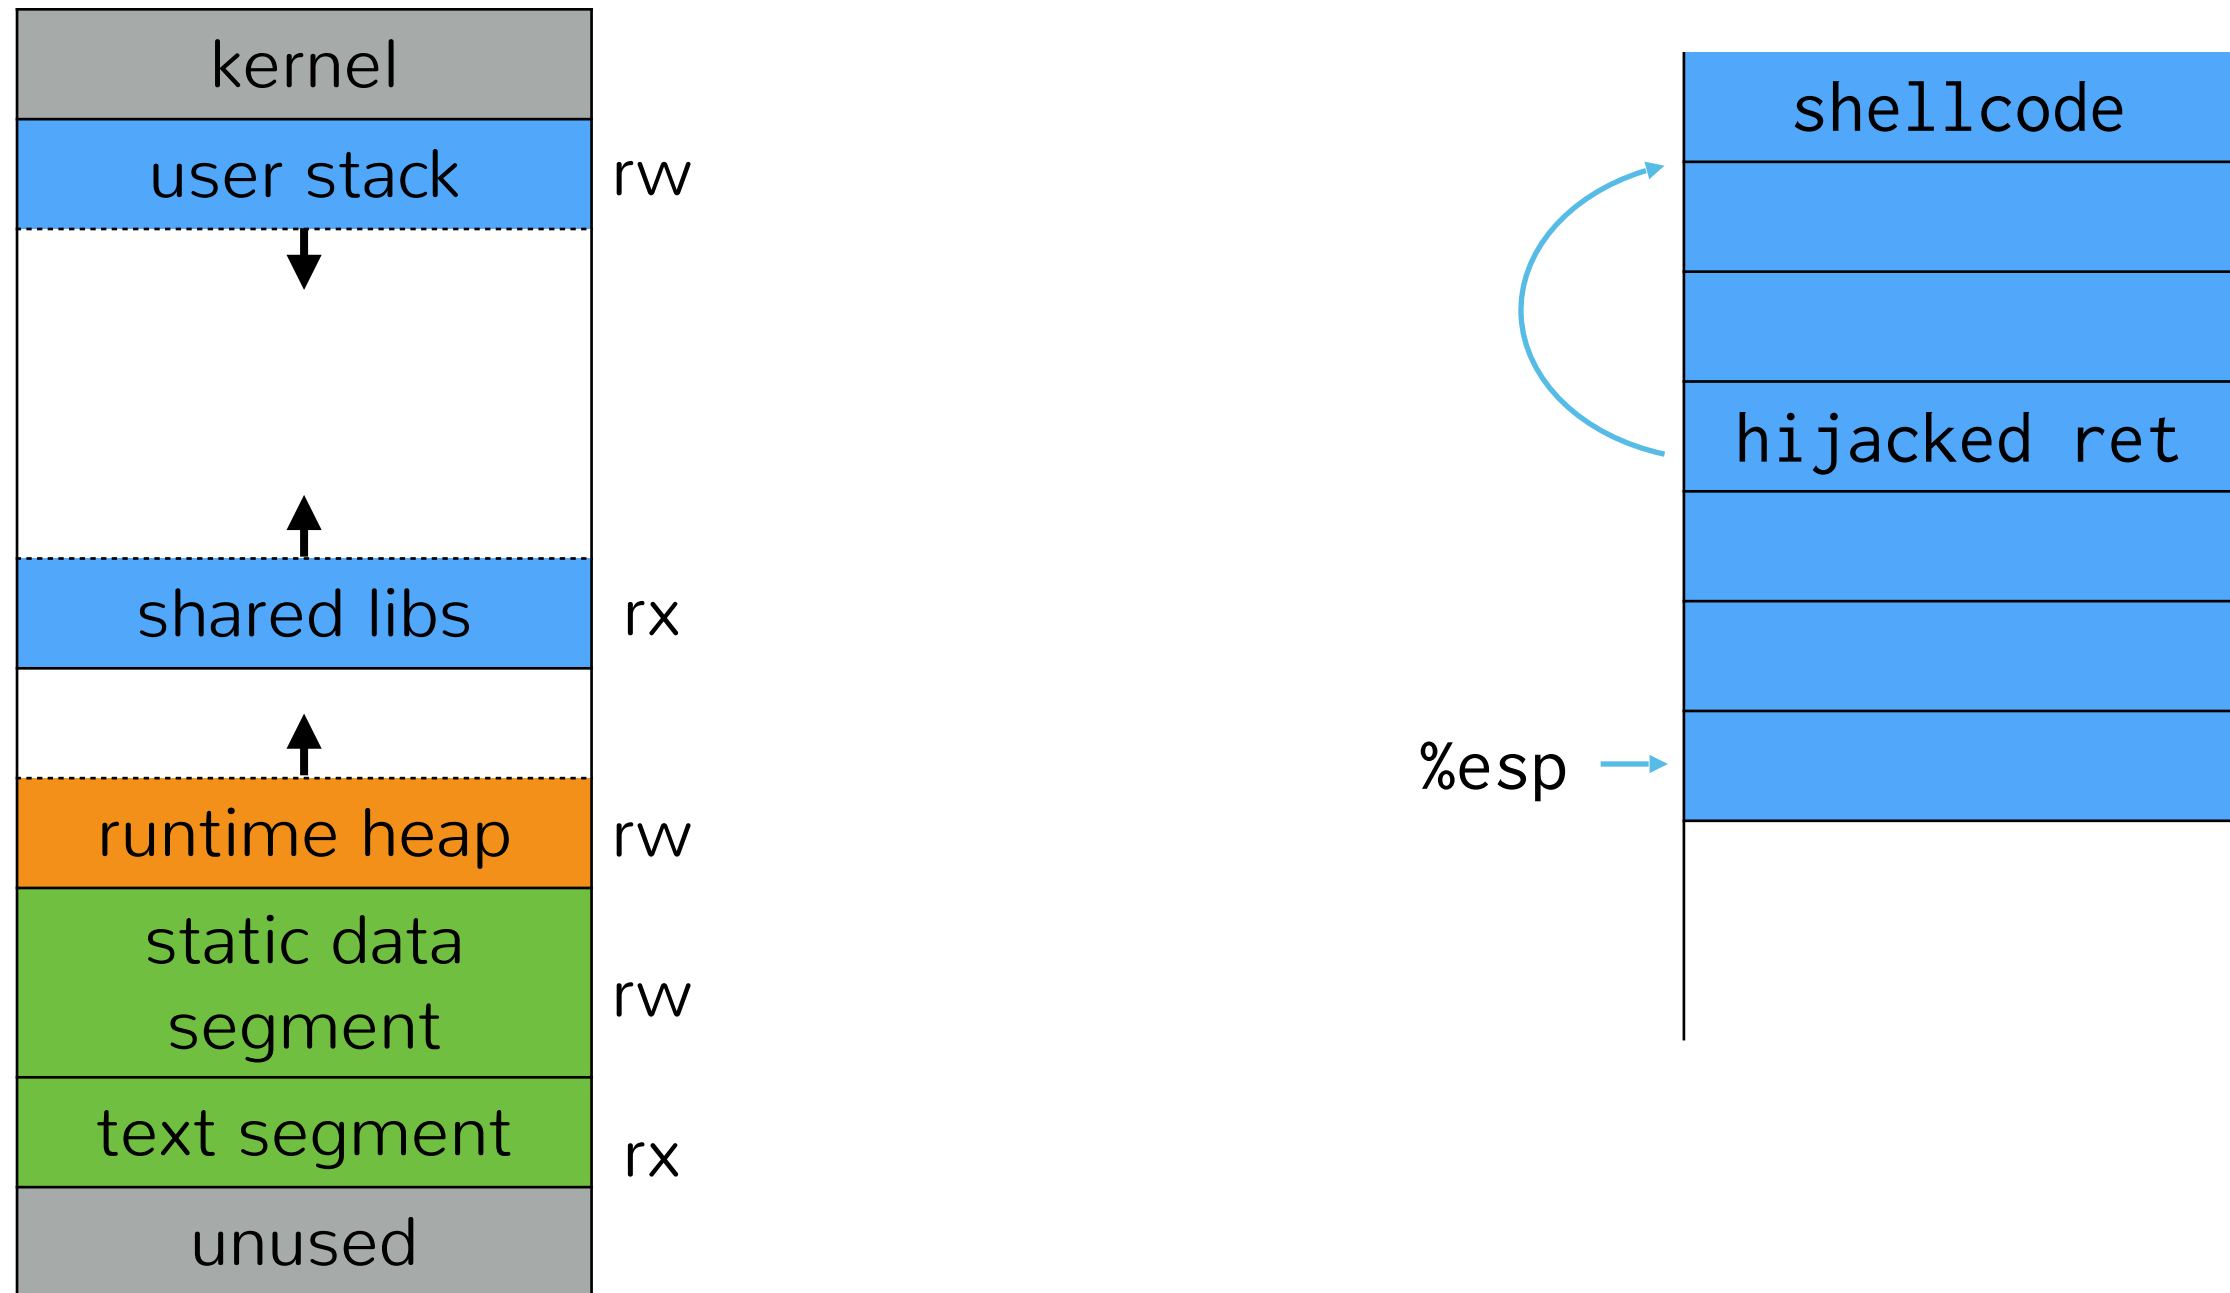 kernel
user stack
rw
shared libs
rx
runtime heap
rw
static data
segment
rw
text segment
rx
unused
shellcode
hijacked ret
%esp